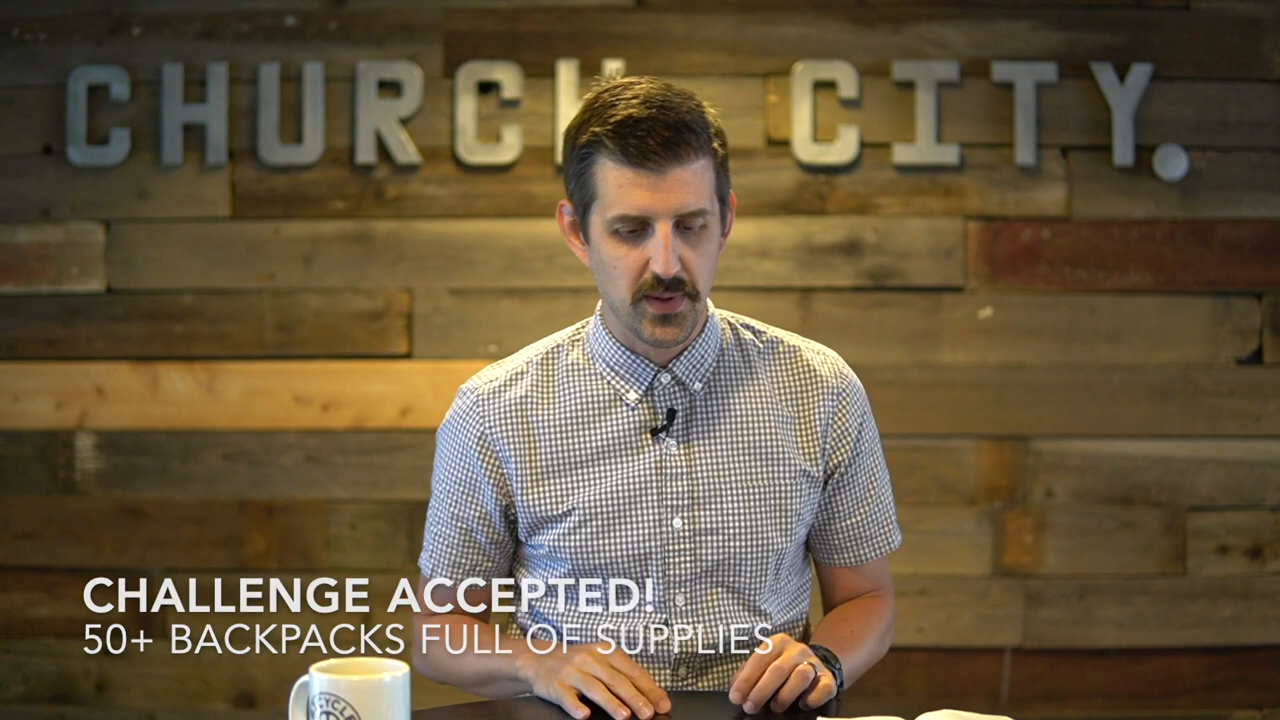 CHURCH CITY.
CHALLENGE ACCEPTED!
50+ BACKPACKS FULL OF SUPPLIES